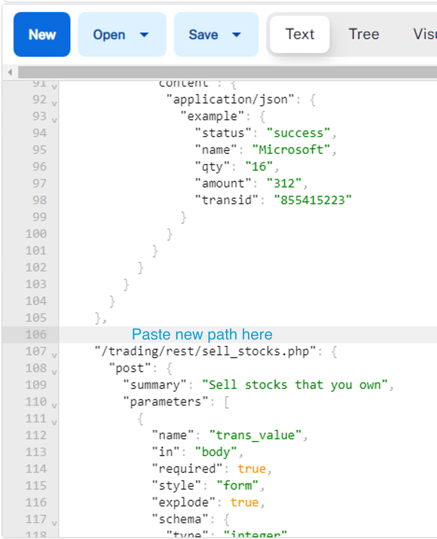 New Open Save Text Tree Visu
91 content": {
92 "application/json": {
93 "example": {
94 "status": "success",
95 "name": "Microsoft",
96 "qty": "16",
97 "amount": "312",
98 "transid": "855415223"
99 }
100 }
101 }
102 }
103 }
104 }
105 },
106 Paste new path here
107 "/trading/rest/sell_stocks.php": {
108 "post": {
109 "summary": "Sell stocks that you own",
110 "parameters": [
111 {
112 "name": "trans_value",
113 "in": "body",
114 "required": true,
115 "style": "form",
116 "explode": true,
117 "schema": {
118 "type": "integer"